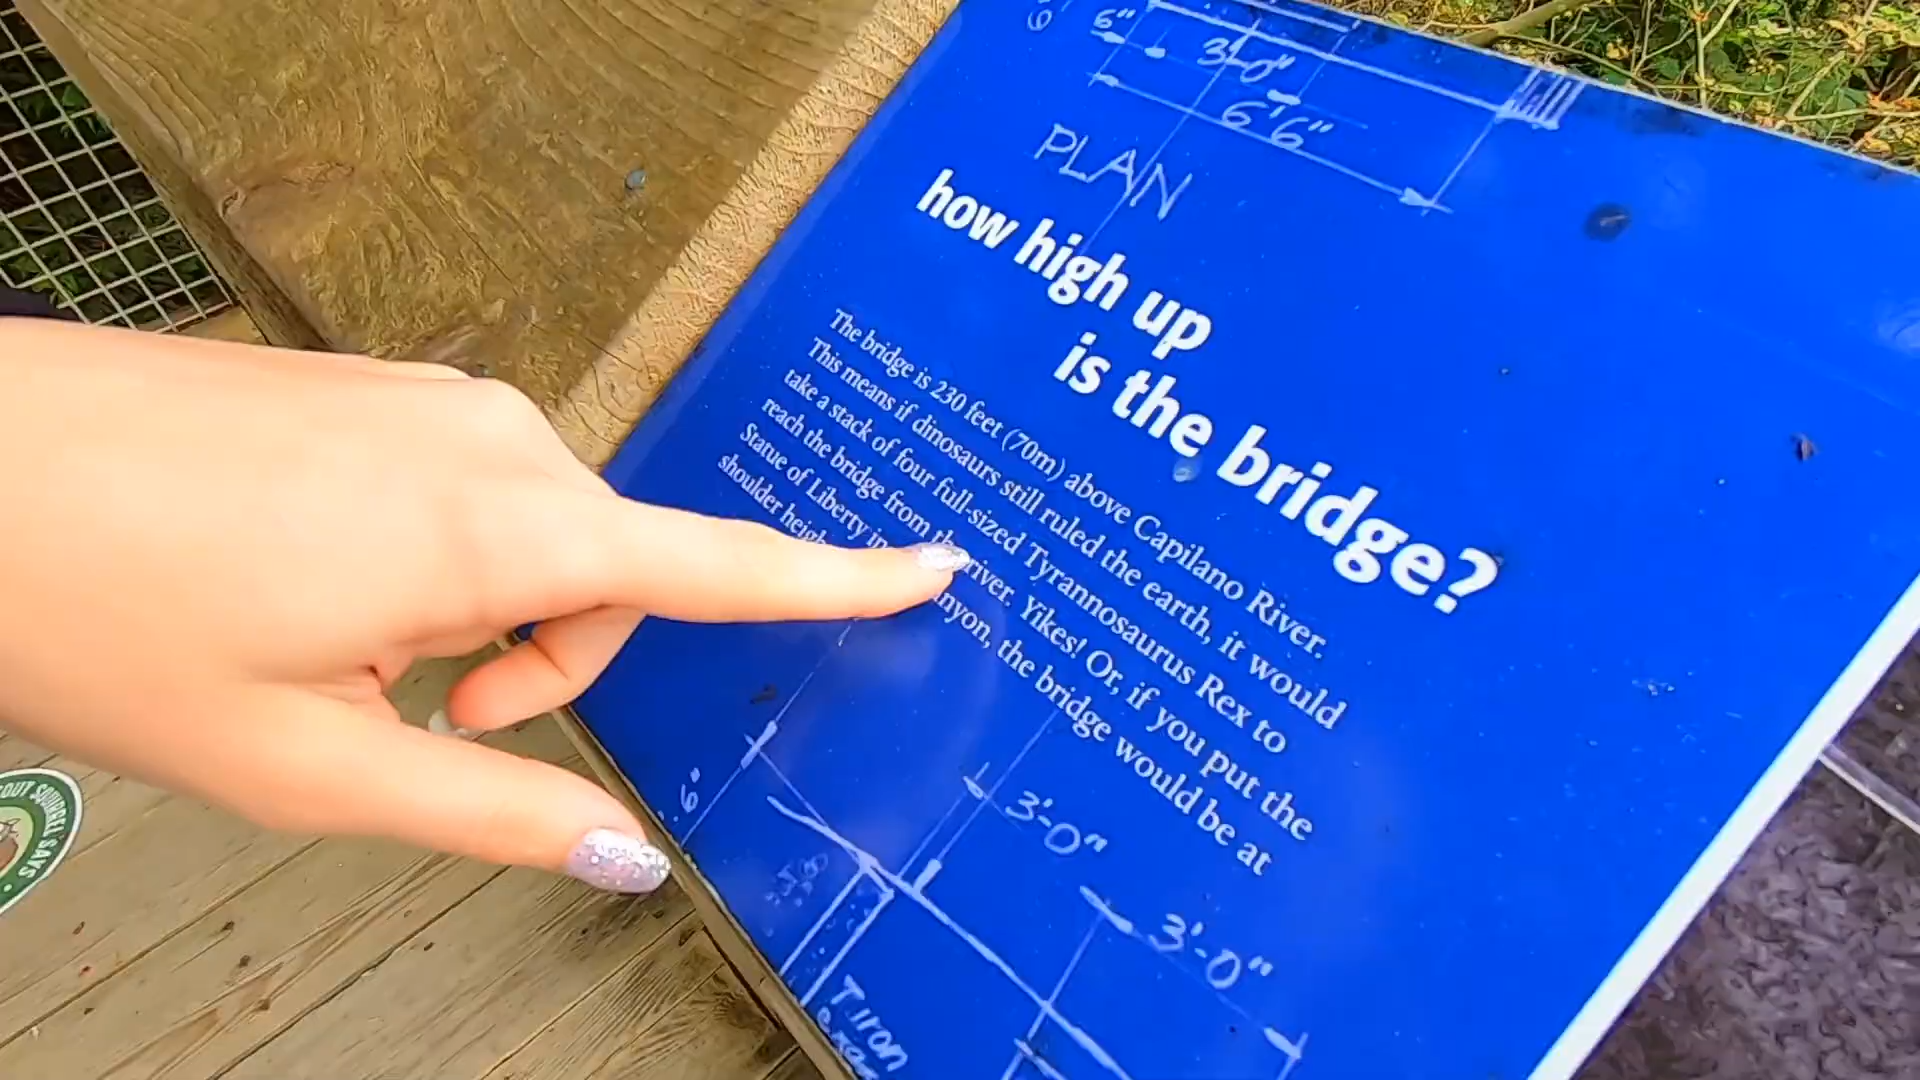 6"
3'-0"
6'6"
PLAN
how high up
is the bridge?
The bridge is 230 feet (70m) above Capilano River.
This means if dinosaurs still ruled the earth, it would
take a stack of four full-sized Tyrannosaurus Rex to
reach the bridge from the river. Yikes! Or, if you put the
Statue of Liberty in the bridge would be at
shoulder
3'-0"
3'-0"
T iron
SQUIRREL SAYS